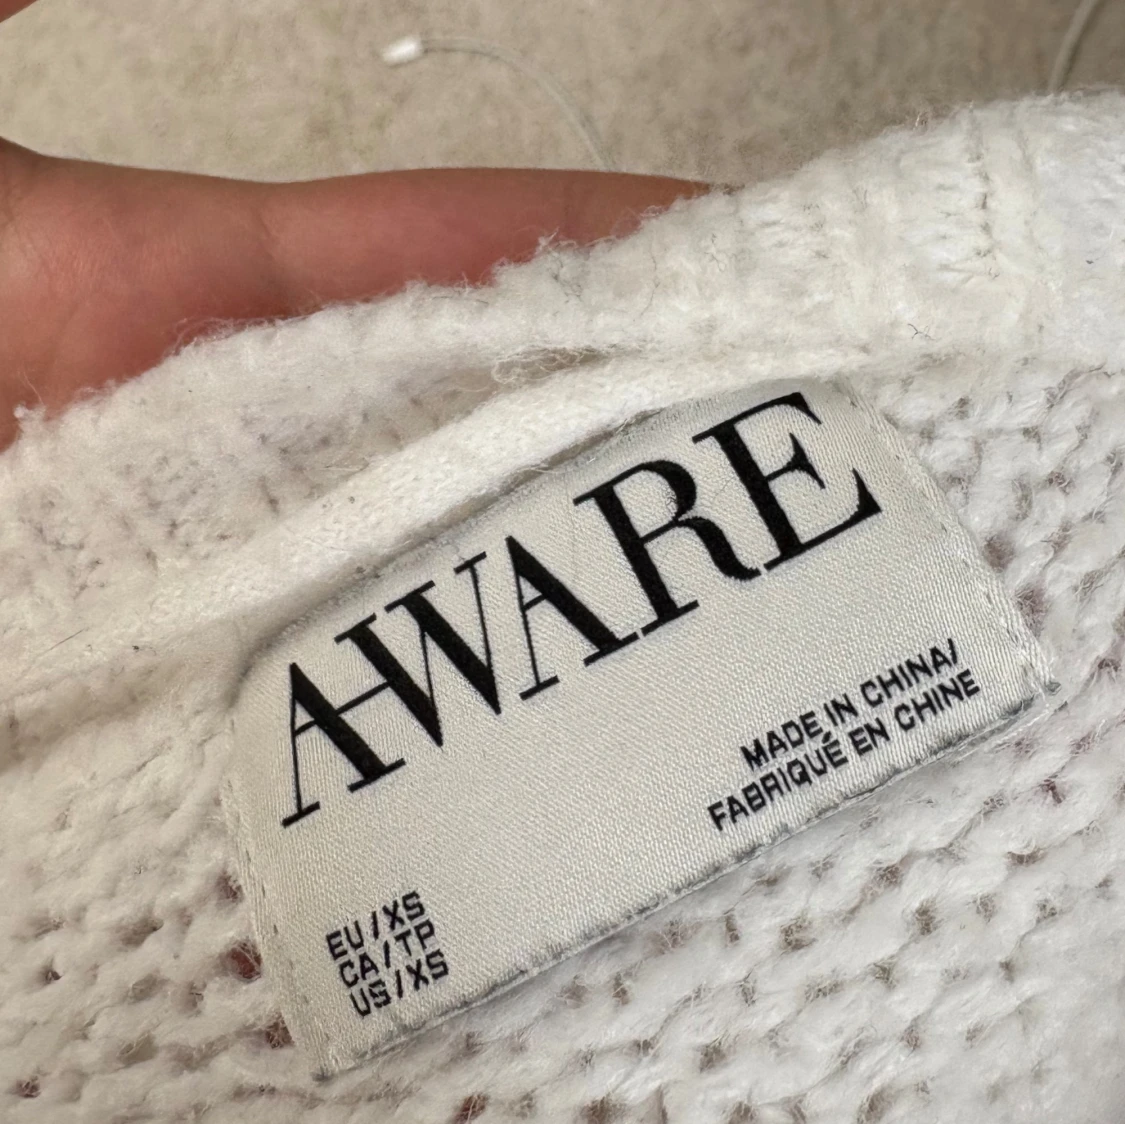 AWARE
MADE IN CHINA/
FABRIQUÉ EN CHINE
EU/XS
CA/TP
US/XS